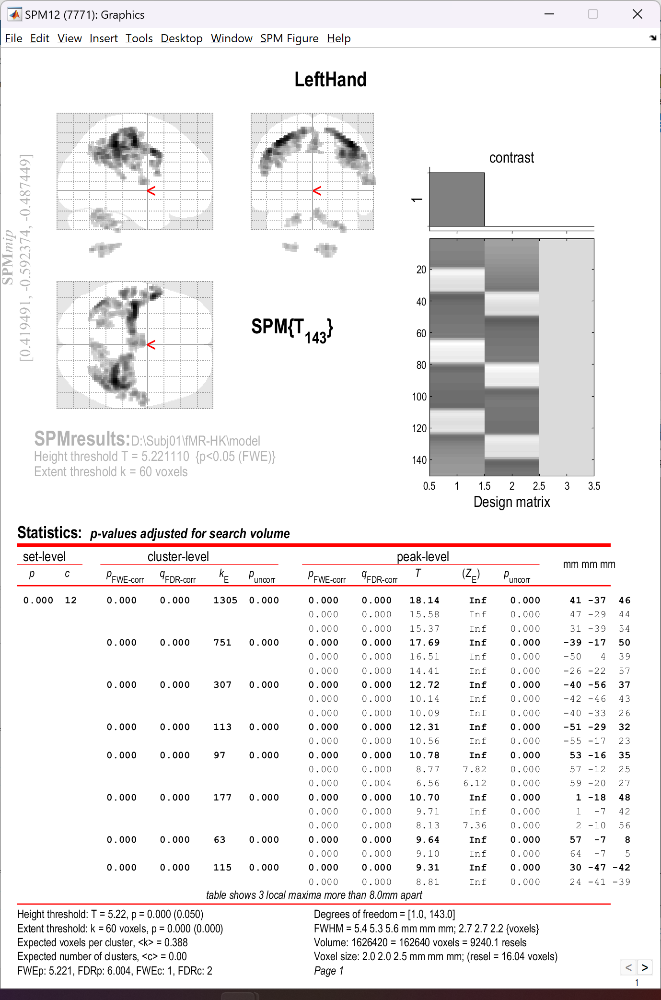 SPM12 (7771): Graphics
File Edit View Insert Tools Desktop Window SPM Figure Help
LeftHand
SPMmip
[0.419491, -0.592374, -0.487449]
<
<
<
SPM{T143}
contrast
1
20
40
60
80
100
120
140
0.5 1 1.5 2 2.5 3 3.5
Design matrix
SPMresults: D:\Subj01\fMR-HK\model
Height threshold T = 5.221110 {p<0.05 (FWE)}
Extent threshold k = 60 voxels
Statistics: p-values adjusted for search volume
set-level cluster-level peak-level mm mm mm
p c pFWE-corr qFDR-corr kE puncorr pFWE-corr qFDR-corr T (ZE) puncorr
0.000 12 0.000 0.000 1305 0.000 0.000 0.000 18.14 Inf 0.000 41 -37 46
0.000 0.000 15.58 Inf 0.000 47 -29 44
0.000 0.000 15.37 Inf 0.000 31 -39 54
0.000 0.000 751 0.000 0.000 0.000 17.69 Inf 0.000 -39 -17 50
0.000 0.000 16.51 Inf 0.000 -50 4 39
0.000 0.000 14.41 Inf 0.000 -26 -22 57
0.000 0.000 307 0.000 0.000 0.000 12.72 Inf 0.000 -40 -56 37
0.000 0.000 10.14 Inf 0.000 -42 -46 43
0.000 0.000 10.09 Inf 0.000 -40 -33 26
0.000 0.000 113 0.000 0.000 0.000 12.31 Inf 0.000 -51 -29 32
0.000 0.000 10.56 Inf 0.000 -55 -17 23
0.000 0.000 97 0.000 0.000 0.000 10.78 Inf 0.000 53 -16 35
0.000 0.000 8.77 7.82 0.000 57 -12 25
0.000 0.004 6.56 6.12 0.000 59 -20 27
0.000 0.000 177 0.000 0.000 0.000 10.70 Inf 0.000 1 -18 48
0.000 0.000 9.71 Inf 0.000 1 -7 42
0.000 0.000 8.13 7.36 0.000 2 -10 56
0.000 0.000 63 0.000 0.000 0.000 9.64 Inf 0.000 57 -7 8
0.000 0.000 9.10 Inf 0.000 64 -7 5
0.000 0.000 115 0.000 0.000 0.000 9.31 Inf 0.000 30 -47 -42
0.000 0.000 8.81 Inf 0.000 24 -41 -39
table shows 3 local maxima more than 8.0mm apart
Height threshold: T = 5.22, p = 0.000 (0.050)
Extent threshold: k = 60 voxels, p = 0.000 (0.000)
Expected voxels per cluster, <k> = 0.388
Expected number of clusters, <c> = 0.00
FWEp: 5.221, FDRp: 6.004, FWEc: 1, FDRc: 2
Degrees of freedom = [1.0, 143.0]
FWHM = 5.4 5.3 5.6 mm mm mm; 2.7 2.7 2.2 {voxels}
Volume: 1626420 = 162640 voxels = 9240.1 resels
Voxel size: 2.0 2.0 2.5 mm mm mm; (resel = 16.04 voxels)
Page 1
< >
1